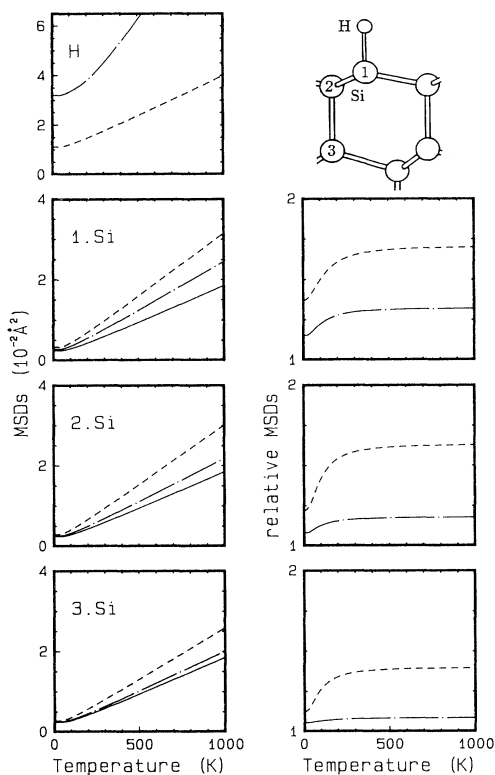 6
4
2
0
H
H
1
2
Si
3
4
2
0
1.Si
2
1
MSDs (10⁻²Å²)
4
2
0
2.Si
relative MSDs
2
1
4
2
0
3.Si
2
1
0 500 1000
0 500 1000
Temperature (K)
Temperature (K)